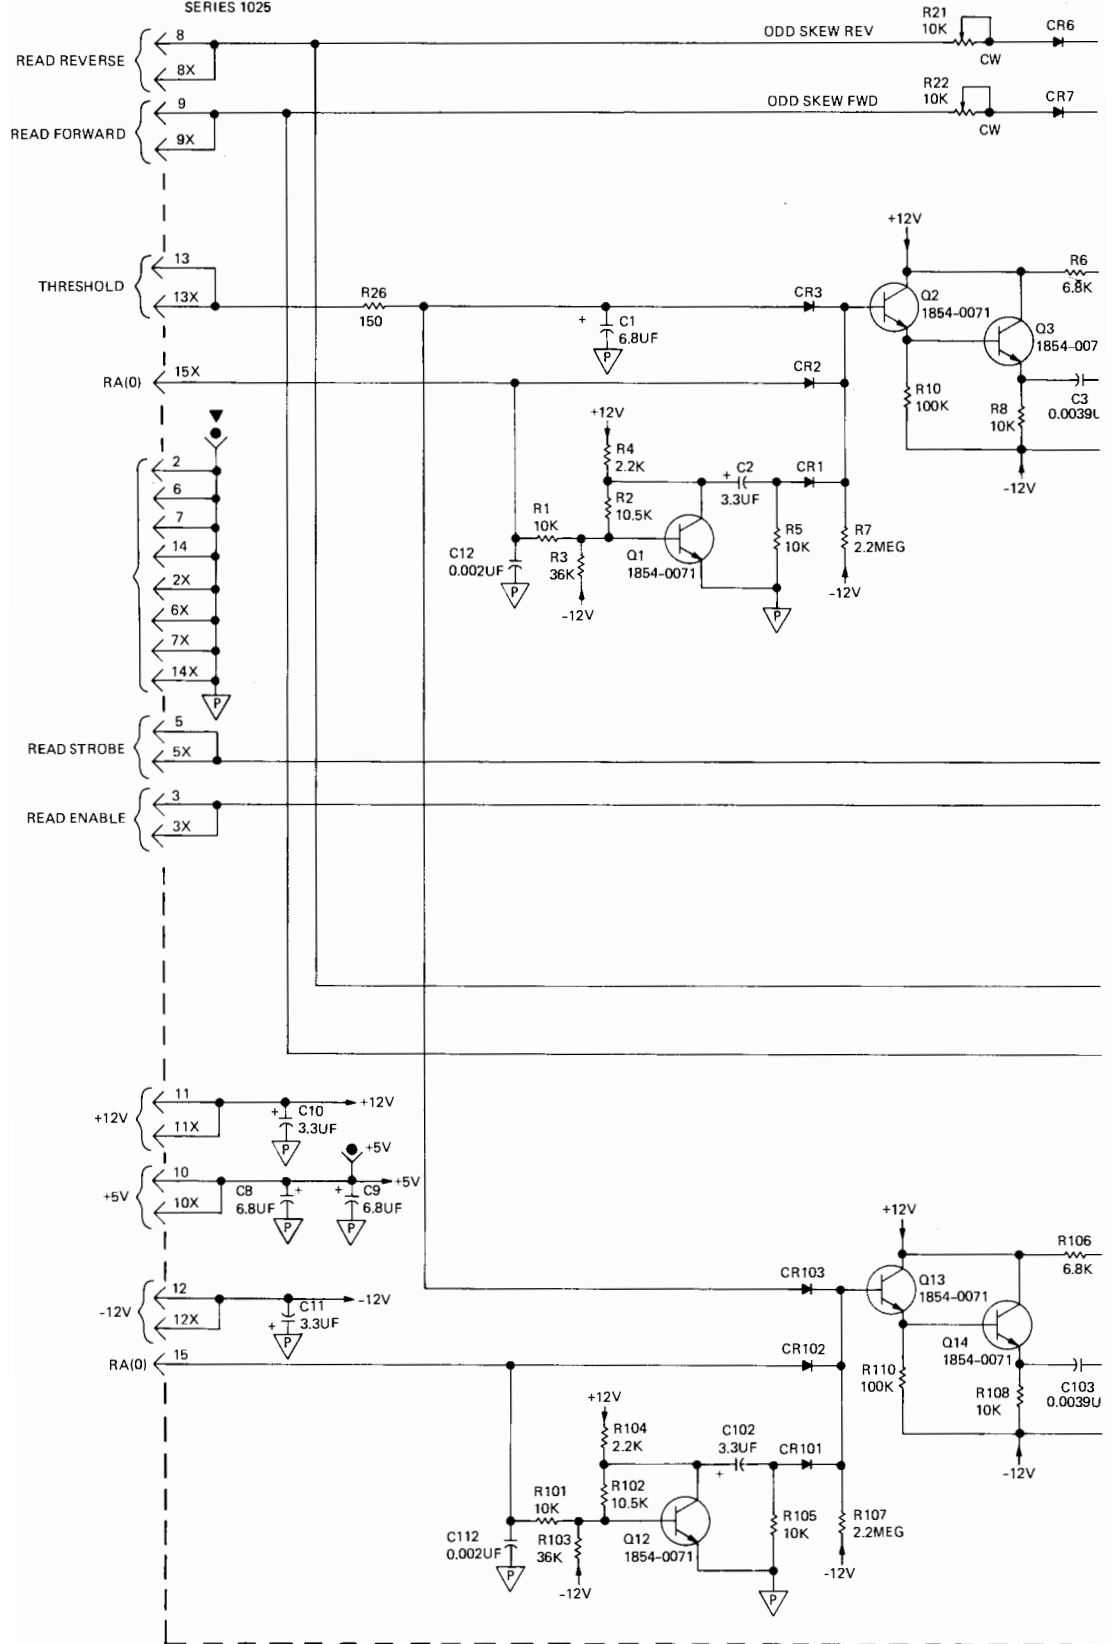 SERIES 1025
READ REVERSE
8
8X
ODD SKEW REV
R21
10K
CW
CR6
READ FORWARD
9
9X
ODD SKEW FWD
R22
10K
CW
CR7
THRESHOLD
13
13X
R26
150
+
C1
6.8UF
P
CR3
+12V
Q2
1854-0071
R6
6.8K
Q3
1854-007
RA(0)
15X
CR2
R10
100K
R8
10K
C3
0.0039U
-12V
+12V
R4
2.2K
R2
10.5K
+
C2
3.3UF
CR1
R1
10K
C12
0.002UF
P
R3
36K
-12V
Q1
1854-0071
R5
10K
P
R7
2.2MEG
-12V
2
6
7
14
2X
6X
7X
14X
P
READ STROBE
5
5X
READ ENABLE
3
3X
+12V
11
11X
+
C10
3.3UF
P
+12V
+5V
10
10X
C8
6.8UF
+
P
+
C9
6.8UF
P
+5V
+5V
-12V
12
12X
+
C11
3.3UF
P
-12V
RA(0)
15
CR103
CR102
+12V
Q13
1854-0071
R106
6.8K
Q14
1854-0071
R110
100K
R108
10K
C103
0.0039U
-12V
+12V
R104
2.2K
R102
10.5K
C102
3.3UF
+
CR101
R101
10K
C112
0.002UF
P
R103
36K
-12V
Q12
1854-0071
R105
10K
P
R107
2.2MEG
-12V